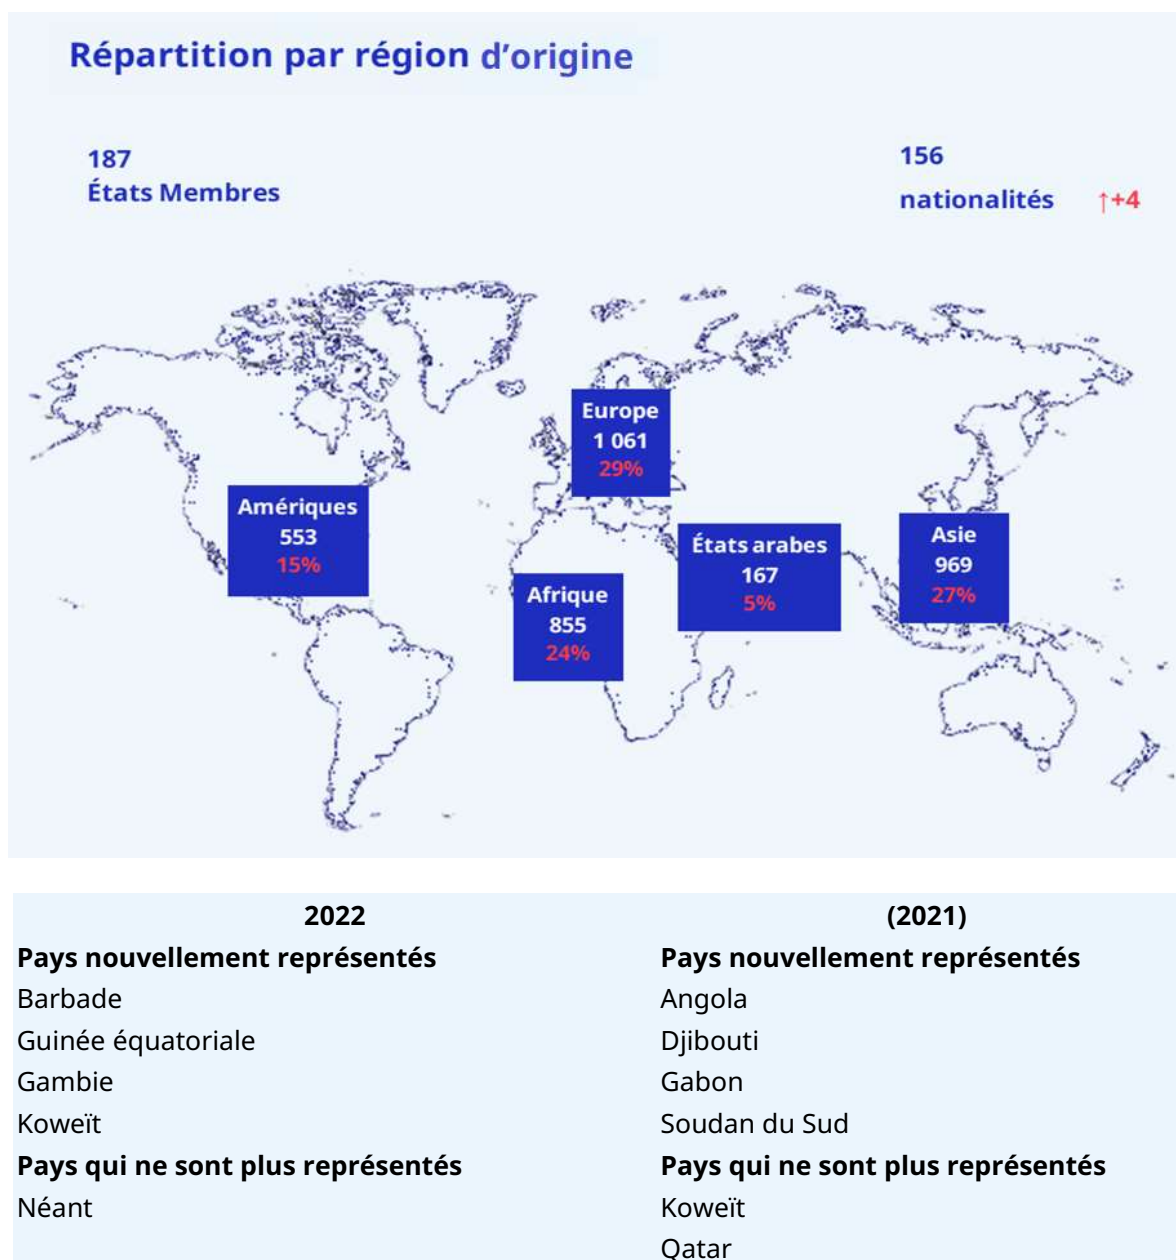 Répartition par région d'origine
187
États Membres
156
nationalités ↑+4
Europe
1 061
29%
Amériques
553
15%
États arabes
167
5%
Asie
969
27%
Afrique
855
24%
2022
Pays nouvellement représentés
Barbade
Guinée équatoriale
Gambie
Koweït
Pays qui ne sont plus représentés
Néant
(2021)
Pays nouvellement représentés
Angola
Djibouti
Gabon
Soudan du Sud
Pays qui ne sont plus représentés
Koweït
Qatar